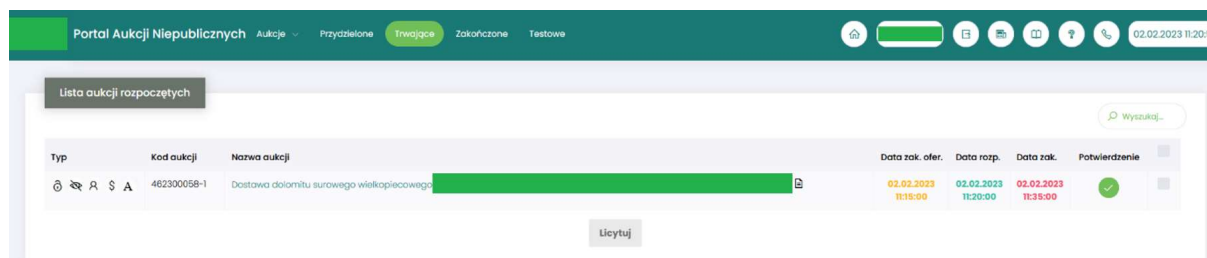 Portal Aukcji Niepublicznych Aukcje Przydzielone Trwające Zakończone Testowe 02.02.2023 11:20:
Lista aukcji rozpoczętych
Wyszukaj...
Typ Kod aukcji Nazwa aukcji Data zak. ofer. Data rozp. Data zak. Potwierdzenie
$ A 462300058-1 Dostawa dolomitu surowego wielkopiecowego 02.02.2023 02.02.2023 02.02.2023
11:15:00 11:20:00 11:35:00
Licytuj